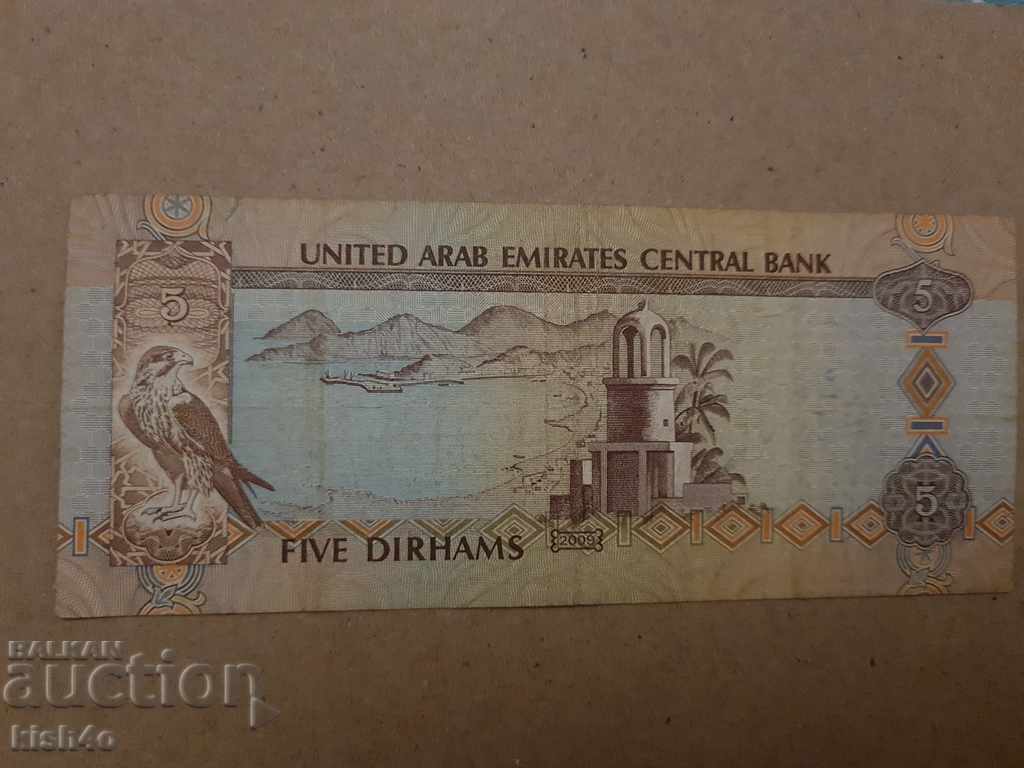 5
UNITED ARAB EMIRATES CENTRAL BANK
5
5
FIVE DIRHAMS
2009
BALKAN
auction
kish4o